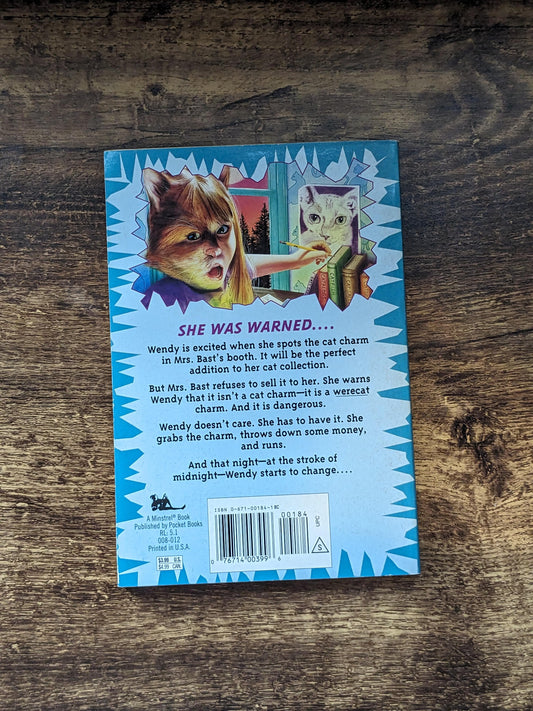 SHE WAS WARNED....
Wendy is excited when she spots the cat charm
in Mrs. Bast's booth. It will be the perfect
addition to her cat collection.
But Mrs. Bast refuses to sell it to her. She warns
Wendy that it isn't a cat charm—it is a werecat
charm. And it is dangerous.
Wendy doesn't care. She has to have it. She
grabs the charm, throws down some money,
and runs.
And that night—at the stroke of
midnight—Wendy starts to change....
A Minstrel® Book
Published by Pocket Books
RL: 5.1
008-012
Printed in U.S.A.
$3.99 U.S.
$4.99 CAN.
ISBN 0-671-00184-1
00184
UPC
S
0 76714 00399 6